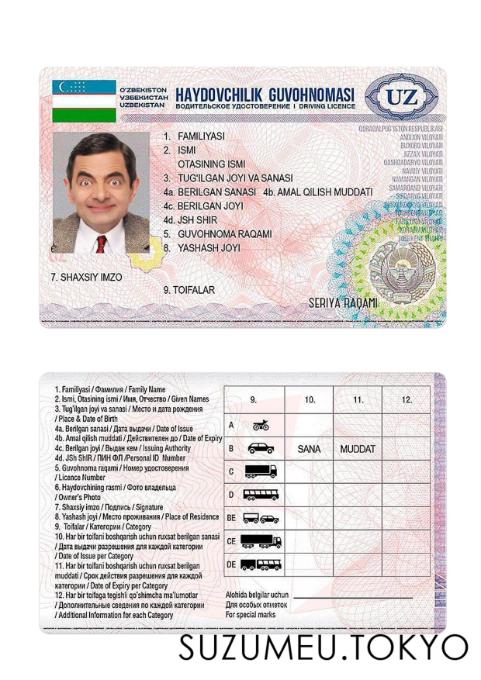 O'ZBEKISTON
ЎЗБЕКИСТАН
UZBEKISTAN
HAYDOVCHILIK GUVOHNOMASI
ВОДИТЕЛЬСКОЕ УДОСТОВЕРЕНИЕ I DRIVING LICENCE
UZ
1. FAMILIYASI
2. ISMI
OTASINING ISMI
3. TUG'ILGAN JOYI VA SANASI
4a BERILGAN SANASI 4b. AMAL QILISH MUDDATI
4c. BERILGAN JOYI
4d. JSH SHIR
5. GUVOHNOMA RAQAMI
8. YASHASH JOYI
7. SHAXSIY IMZO
9. TOIFALAR
SERIYA RAQAMI
ANDIJON VILOYATI
BUXORO VILOYATI
JIZZAX VILOYATI
QASHQADARYO VILOYATI
NAVOIY VILOYATI
NAMANGAN VILOYATI
SAMARQAND VILOYATI
1. Familiyasi / Фамилия / Family Name
2. Ismi, Otasining ismi / Имя, Отчество / Given Names
3. Tug'ilgan joyi va sanasi / Место и дата рождения
/ Place & Date of Birth
4a. Berilgan sanasi / Дата выдачи / Date of Issue
4b. Amal qilish muddati / Действителен до / Date of Expiry
4c. Berilgan joyi / Выдан кем / Issuing Authority
4d. JSh ShIR / ПИН ФЛ /Personal ID Number
5. Guvohnoma raqami / Номер удостоверения
/ Licence Number
6. Haydovchining rasmi / Фото владельца
/ Owner's Photo
7. Shaxsiy imzo / Подпись / Signature
8. Yashash joyi / Место проживания / Place of Residence
9. Toifalar / Категории / Category
10. Har bir toifani boshqarish uchun ruxsat berilgan sanasi
/ Дата выдачи разрешения для каждой категории
/ Date of Issue per Category
11. Har bir toifani boshqarish uchun ruxsat berilgan
muddati / Срок действия разрешения для каждой
категории / Date of Expiry per Category
12. Har bir toifaga tegishli qo'shimcha ma'lumotlar
/ Дополнительные сведения по каждой категории
/ Additional Information for each Category
9. 10. 11. 12.
A
B SANA MUDDAT
C
D
BE
CE
DE
Alohida belgilar uchun
Для особых отметок
For special marks
SUZUMEU.TOKYO